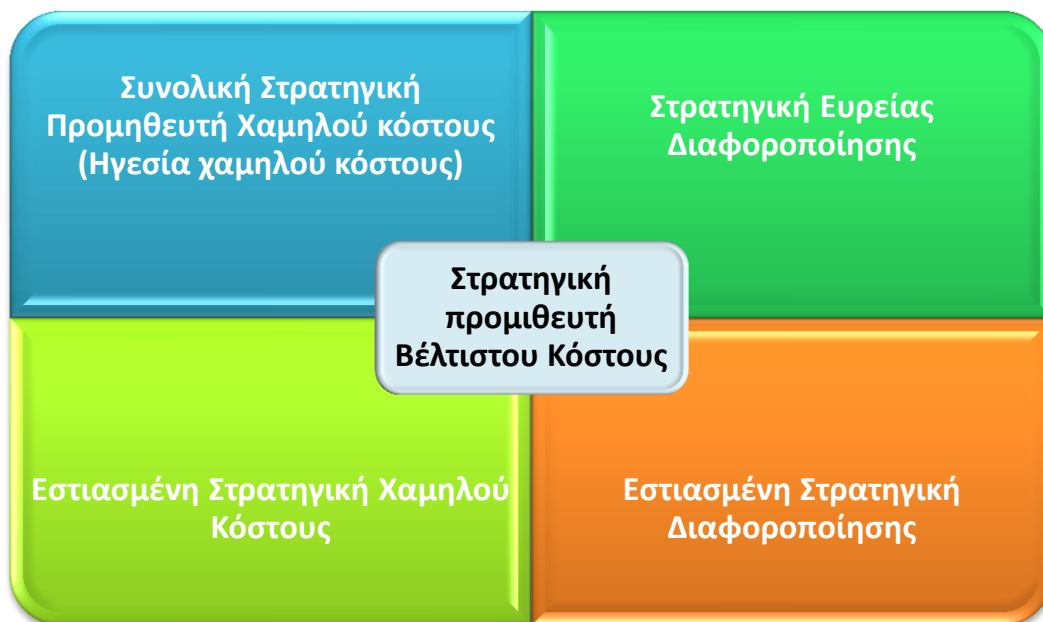 Συνολική Στρατηγική
Προμηθευτή Χαμηλού κόστους
(Ηγεσία χαμηλού κόστους)
Στρατηγική Ευρείας
Διαφοροποίησης
Στρατηγική
προμιθευτή
Βέλτιστου Κόστους
Εστιασμένη Στρατηγική Χαμηλού
Κόστους
Εστιασμένη Στρατηγική
Διαφοροποίησης